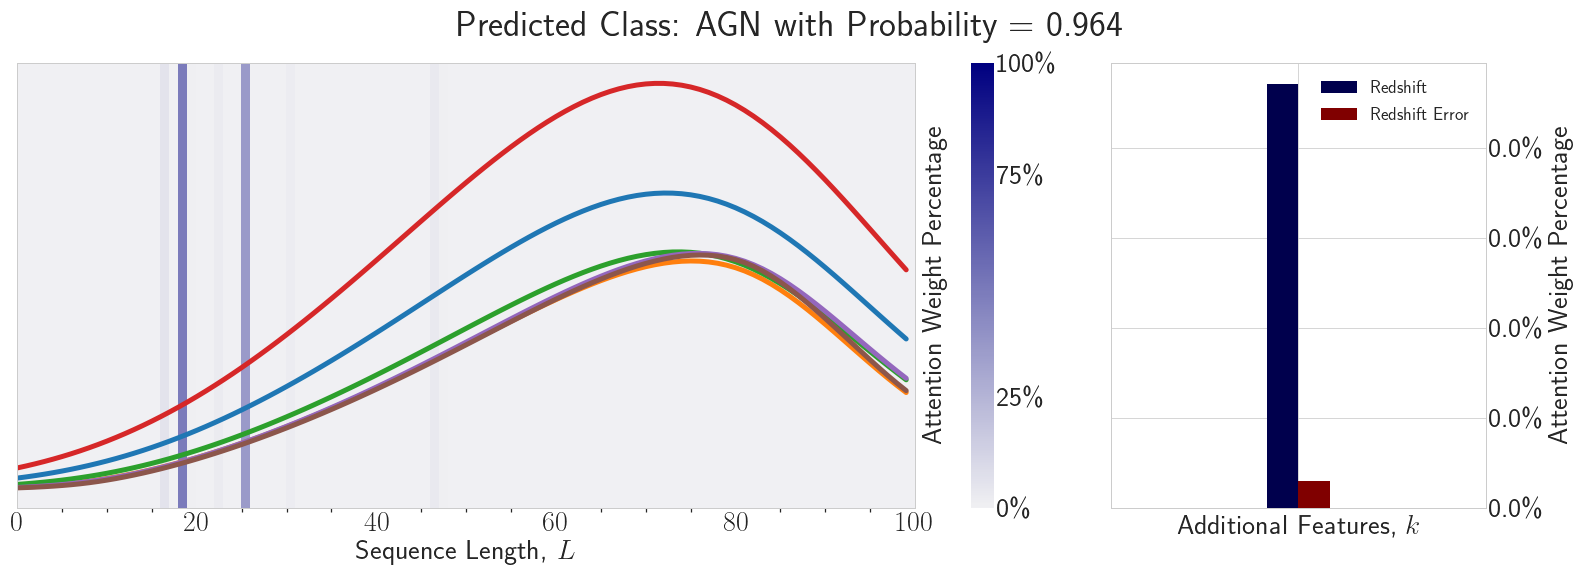 Predicted Class: AGN with Probability = 0.964
0
20
40
60
80
100
Sequence Length, L
100%
75%
25%
0%
Attention Weight Percentage
Redshift
Redshift Error
0.0%
0.0%
0.0%
0.0%
0.0%
Attention Weight Percentage
Additional Features, k